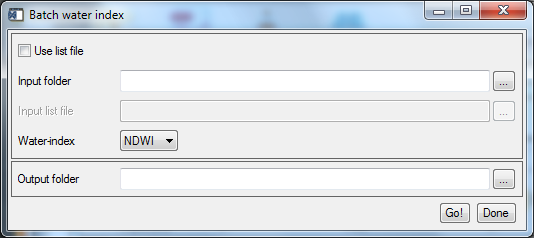 Batch water index
Use list file
Input folder
...
Input list file
...
Water-index NDWI
Output folder
...
Go! Done